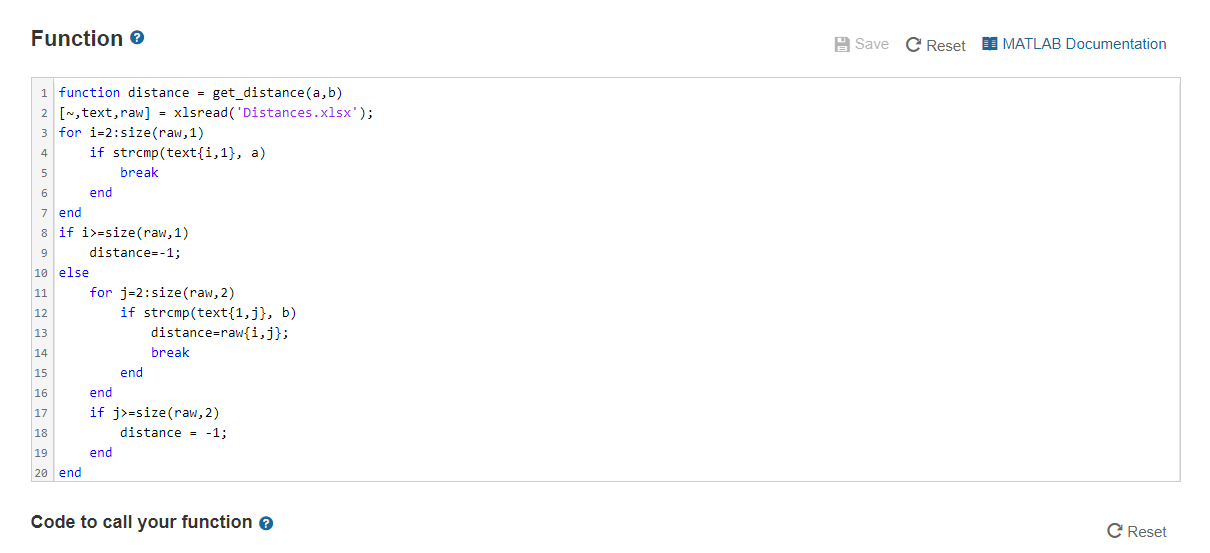 Function ?
Save Reset MATLAB Documentation
1 function distance = get_distance(a,b)
2 [~,text,raw] = xlsread('Distances.xlsx');
3 for i=2:size(raw,1)
4     if strcmp(text{i,1}, a)
5         break
6     end
7 end
8 if i>=size(raw,1)
9     distance=-1;
10 else
11     for j=2:size(raw,2)
12         if strcmp(text{1,j}, b)
13             distance=raw{i,j};
14             break
15         end
16     end
17     if j>=size(raw,2)
18         distance = -1;
19     end
20 end
Code to call your function ?
Reset